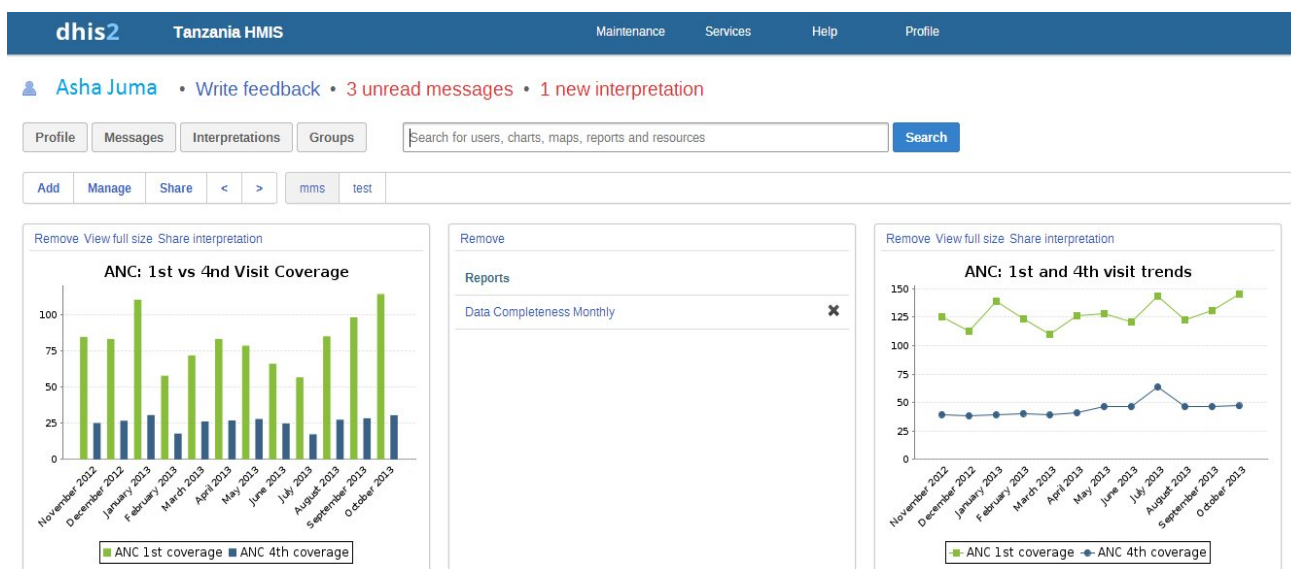 dhis2 Tanzania HMIS Maintenance Services Help Profile
Asha Juma • Write feedback • 3 unread messages • 1 new interpretation
Profile Messages Interpretations Groups Search for users, charts, maps, reports and resources Search
Add Manage Share < > mms test
Remove View full size Share interpretation
ANC: 1st vs 4nd Visit Coverage
100
75
50
25
0
November 2012 December 2012 January 2013 February 2013 March 2013 April 2013 May 2013 June 2013 July 2013 August 2013 September 2013 October 2013
ANC 1st coverage ANC 4th coverage
Remove
Reports
Data Completeness Monthly
Remove View full size Share interpretation
ANC: 1st and 4th visit trends
150
125
100
75
50
25
0
November 2012 December 2012 January 2013 February 2013 March 2013 April 2013 May 2013 June 2013 July 2013 August 2013 September 2013 October 2013
ANC 1st coverage ANC 4th coverage